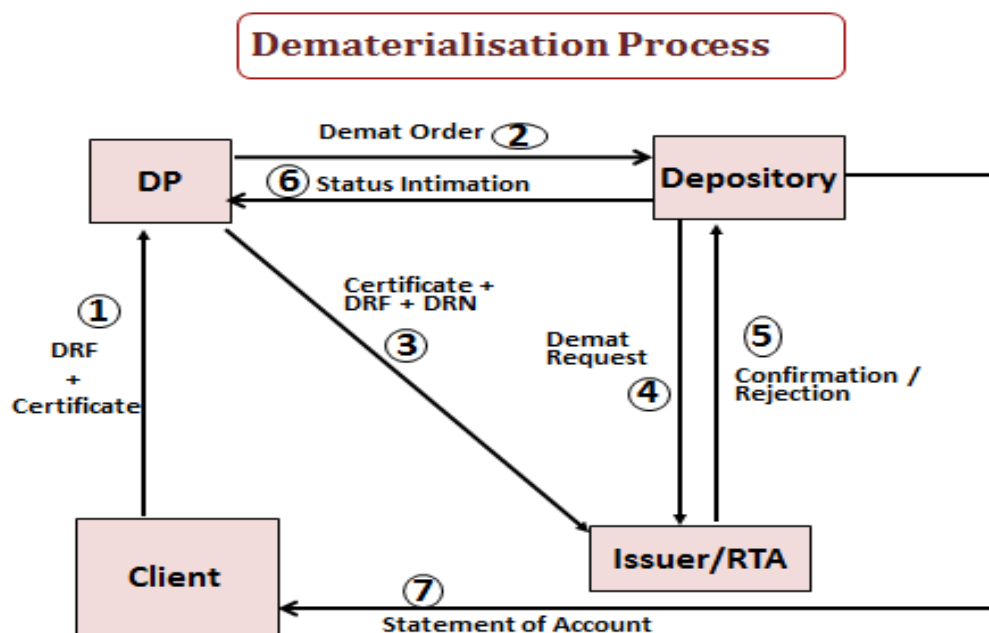 Dematerialisation Process
Demat Order 2
DP
6 Status Intimation
Depository
1
DRF
+
Certificate
Certificate +
DRF + DRN
3
Demat
Request
4
5
Confirmation /
Rejection
Client
Issuer/RTA
7
Statement of Account